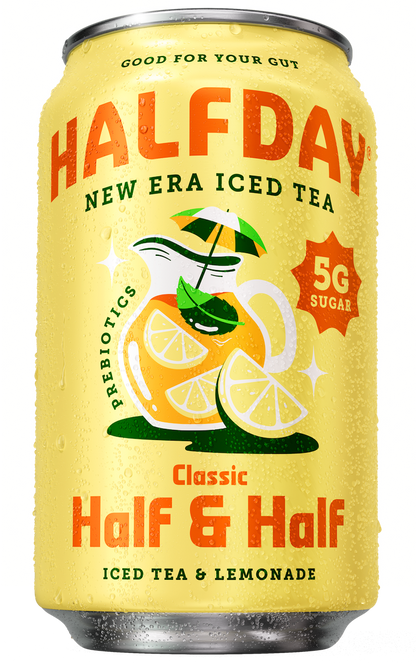 GOOD FOR YOUR GUT
HALFDAY®
NEW ERA ICED TEA
5G
SUGAR
PREBIOTICS
Classic
Half & Half
ICED TEA & LEMONADE